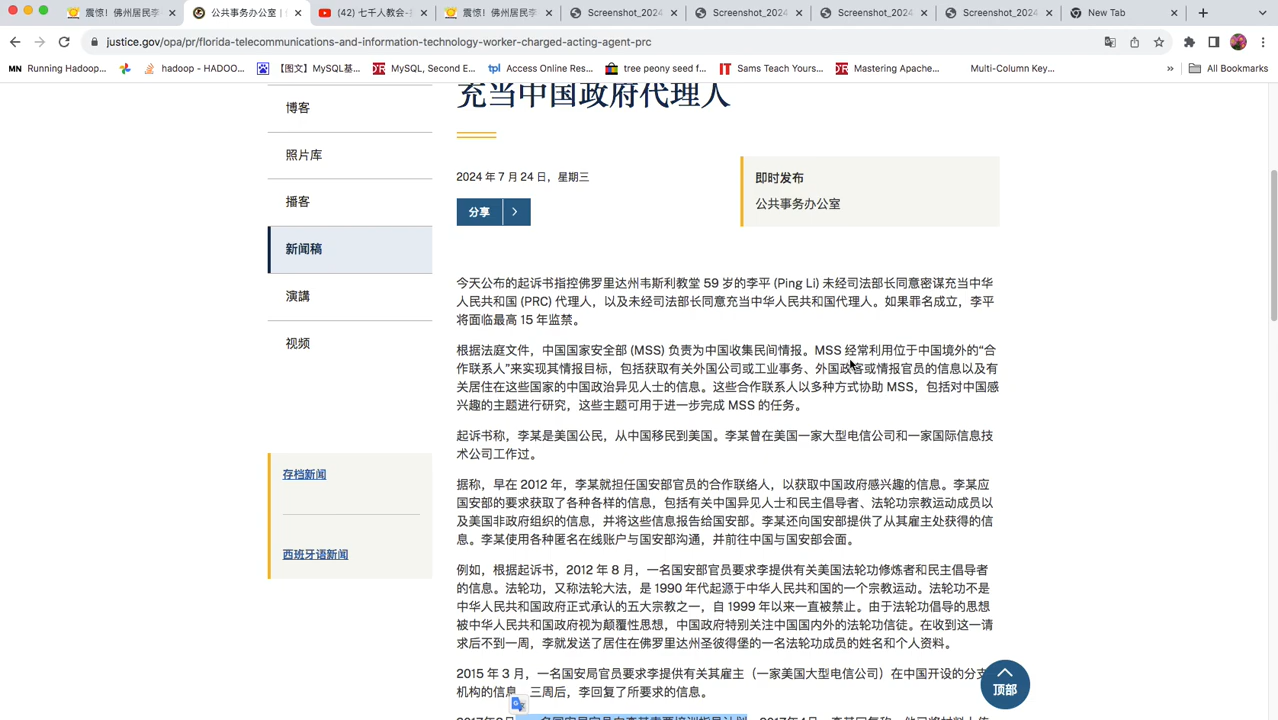 震惊! 佛州居民李
公共事务办公室 |
(42) 七千人教会-
震惊! 佛州居民李
Screenshot_2024
Screenshot_2024
Screenshot_2024
Screenshot_2024
New Tab
justice.gov/opa/pr/florida-telecommunications-and-information-technology-worker-charged-acting-agent-prc
MN Running Hadoop...
hadoop - HADOO...
【图文】MySQL基...
DR MySQL, Second E...
tpl Access Online Res...
tree peony seed f...
IT Sams Teach Yours...
DR Mastering Apache...
Multi-Column Key...
»
All Bookmarks
充当中国政府代理人
博客
照片库
播客
新闻稿
演講
视频
存档新闻
西班牙语新闻
2024 年 7 月 24 日，星期三
分享
即时发布
公共事务办公室
今天公布的起诉书指控佛罗里达州韦斯利教堂 59 岁的李平 (Ping Li) 未经司法部长同意密谋充当中华
人民共和国 (PRC) 代理人，以及未经司法部长同意充当中华人民共和国代理人。如果罪名成立，李平
将面临最高 15 年监禁。
根据法庭文件，中国国家安全部 (MSS) 负责为中国收集民间情报。MSS 经常利用位于中国境外的“合
作联系人”来实现其情报目标，包括获取有关外国公司或工业事务、外国政客或情报官员的信息以及有
关居住在这些国家的中国政治异见人士的信息。这些合作联系人以多种方式协助 MSS，包括对中国感
兴趣的主题进行研究，这些主题可用于进一步完成 MSS 的任务。
起诉书称，李某是美国公民，从中国移民到美国。李某曾在美国一家大型电信公司和一家国际信息技
术公司工作过。
据称，早在 2012 年，李某就担任国安部官员的合作联络人，以获取中国政府感兴趣的信息。李某应
国安部的要求获取了各种各样的信息，包括有关中国异见人士和民主倡导者、法轮功宗教运动成员以
及美国非政府组织的信息，并将这些信息报告给国安部。李某还向国安部提供了从其雇主处获得的信
息。李某使用各种匿名在线账户与国安部沟通，并前往中国与国安部会面。
例如，根据起诉书，2012 年 8 月，一名国安部官员要求李提供有关美国法轮功修炼者和民主倡导者
的信息。法轮功，又称法轮大法，是 1990 年代起源于中华人民共和国的一个宗教运动。法轮功不是
中华人民共和国政府正式承认的五大宗教之一，自 1999 年以来一直被禁止。由于法轮功倡导的思想
被中华人民共和国政府视为颠覆性思想，中国政府特别关注中国国内外的法轮功信徒。在收到这一请
求后不到一周，李就发送了居住在佛罗里达州圣彼得堡的一名法轮功成员的姓名和个人资料。
2015 年 3 月，一名国安局官员要求李提供有关其雇主（一家美国大型电信公司）在中国开设的分支
机构的信息。三周后，李回复了所要求的信息。
顶部